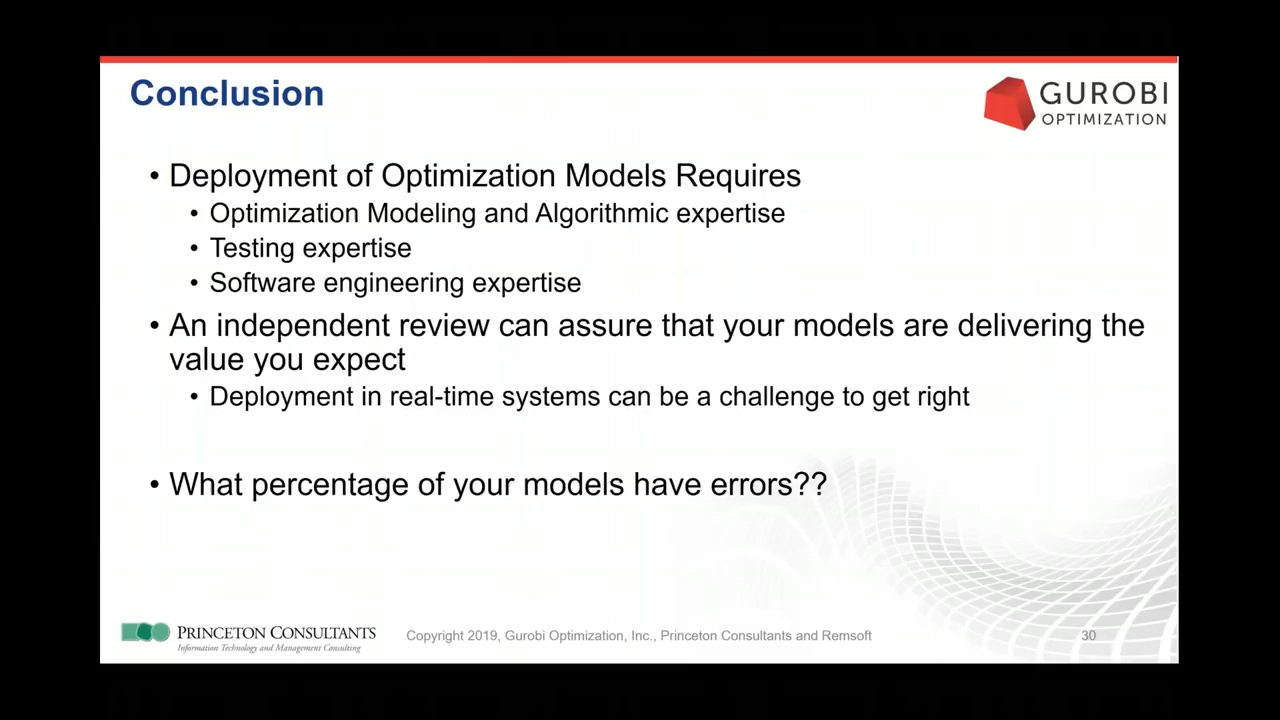 Conclusion
GUROBI
OPTIMIZATION
• Deployment of Optimization Models Requires
• Optimization Modeling and Algorithmic expertise
• Testing expertise
• Software engineering expertise
• An independent review can assure that your models are delivering the
value you expect
• Deployment in real-time systems can be a challenge to get right
• What percentage of your models have errors??
PRINCETON CONSULTANTS
Information Technology and Management Consulting
Copyright 2019, Gurobi Optimization, Inc., Princeton Consultants and Remsoft
30